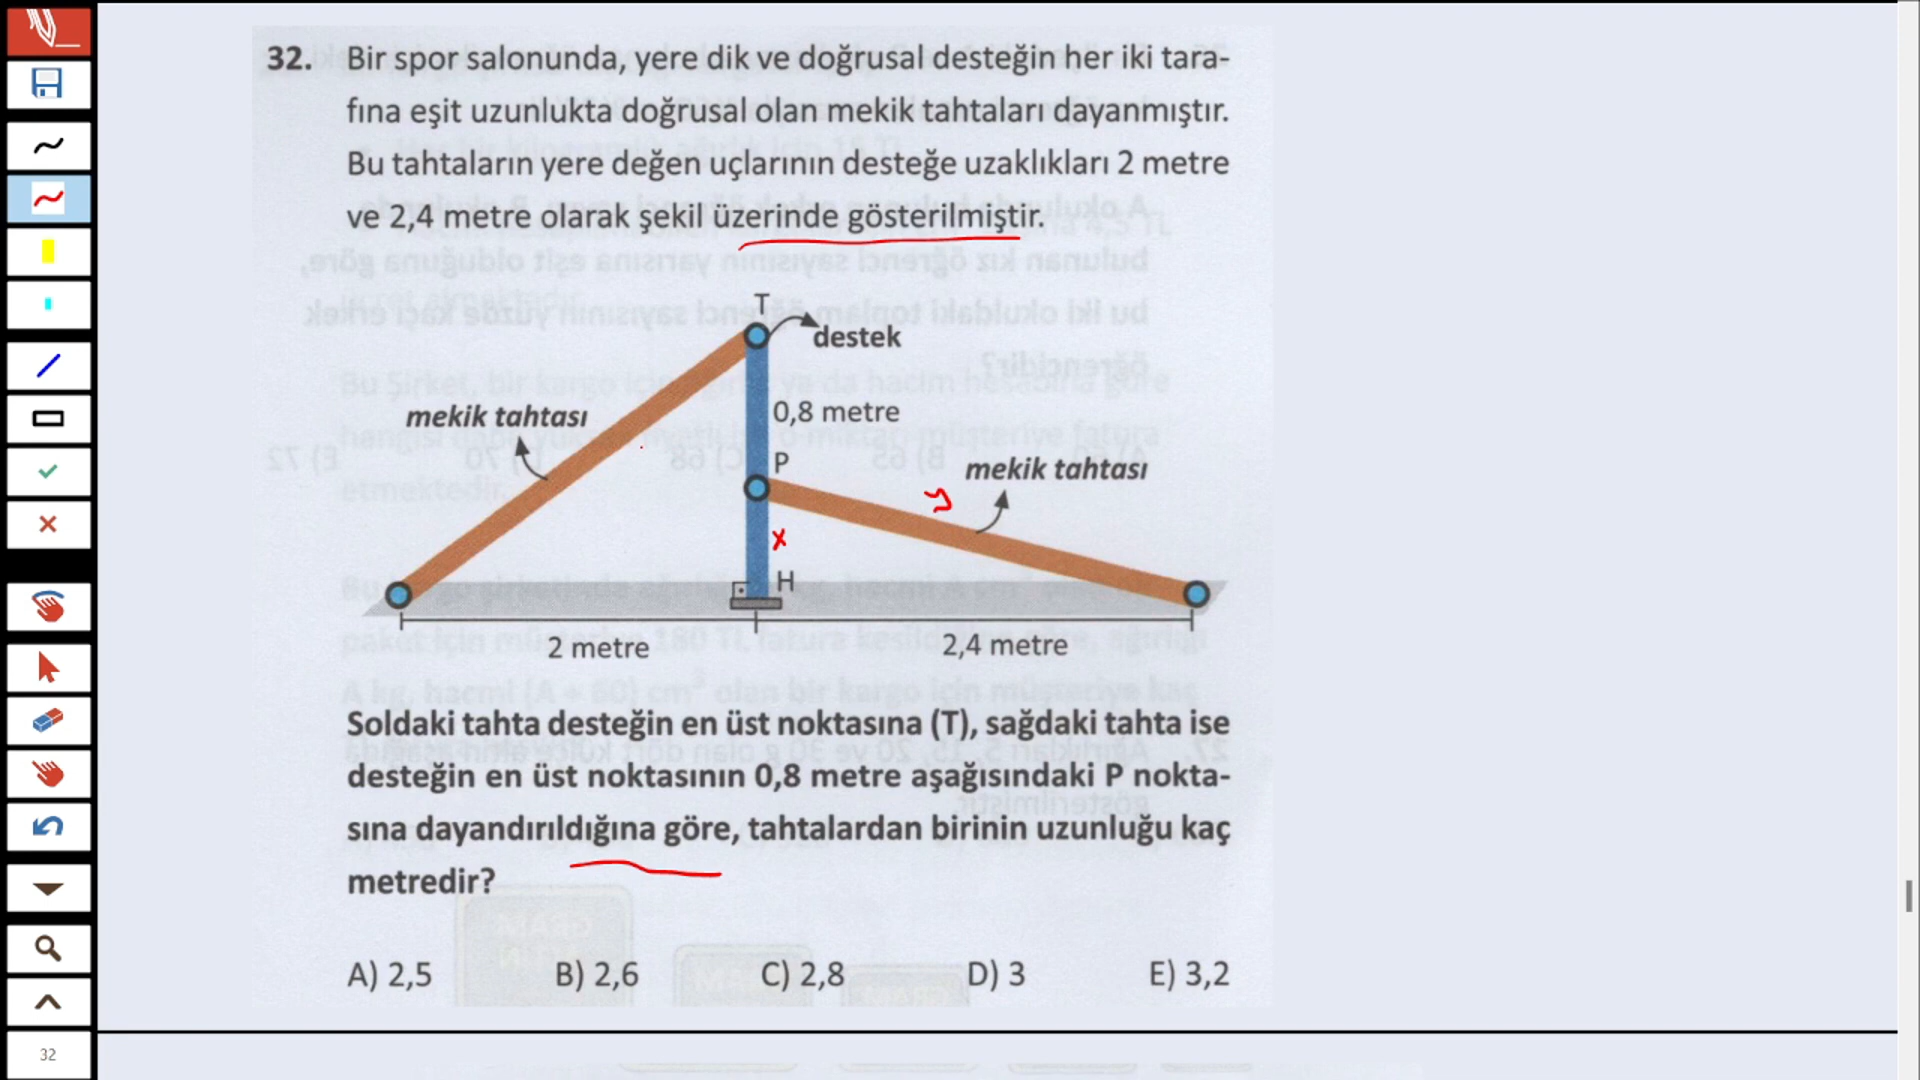 32. Bir spor salonunda, yere dik ve doğrusal desteğin her iki tara-
fına eşit uzunlukta doğrusal olan mekik tahtaları dayanmıştır.
Bu tahtaların yere değen uçlarının desteğe uzaklıkları 2 metre
ve 2,4 metre olarak şekil üzerinde gösterilmiştir.
T
destek
mekik tahtası
0,8 metre
P
mekik tahtası
x
H
2 metre
2,4 metre
Soldaki tahta desteğin en üst noktasına (T), sağdaki tahta ise
desteğin en üst noktasının 0,8 metre aşağısındaki P nokta-
sına dayandırıldığına göre, tahtalardan birinin uzunluğu kaç
metredir?
A) 2,5 B) 2,6 C) 2,8 D) 3 E) 3,2
32